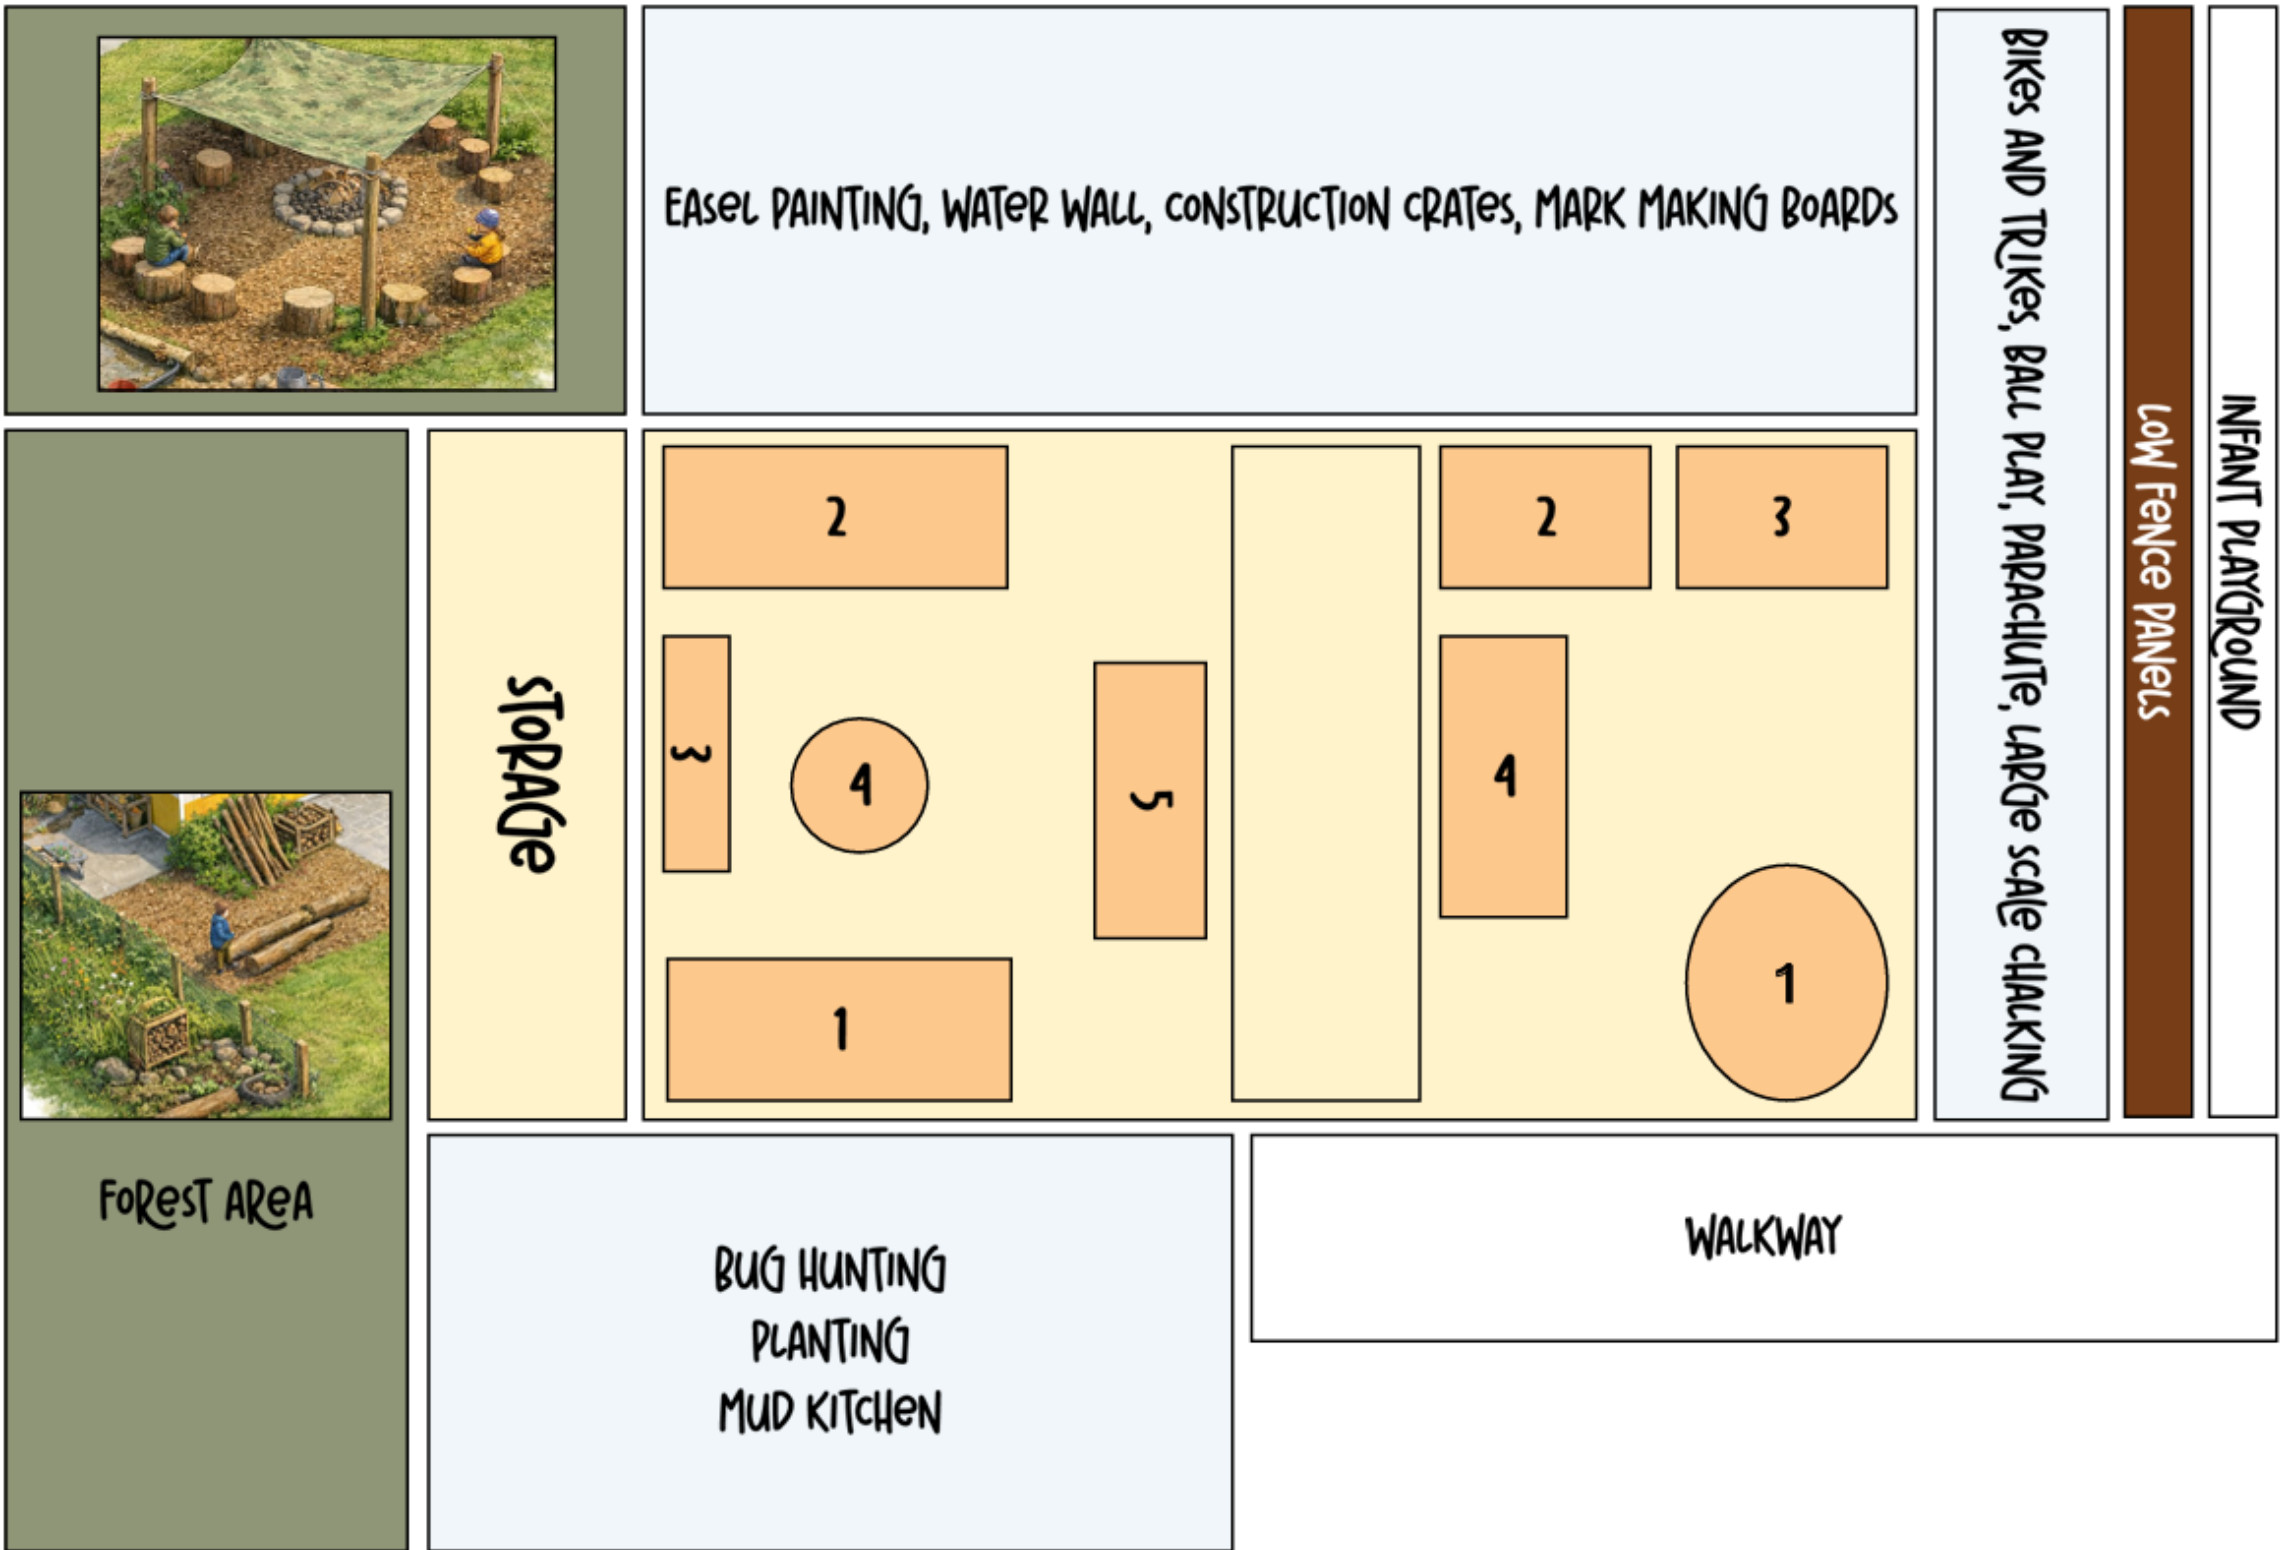 EASEL PAINTING, WATER WALL, CONSTRUCTION CRATES, MARK MAKING BOARDS
BIKES AND TRIKES, BALL PLAY, PARACHUTE, LARGE SCALE CHALKING
LOW FENCE PANELS
INFANT PLAYGROUND
STORAGE
2
2
3
3
4
5
4
1
1
FOREST AREA
BUG HUNTING
PLANTING
MUD KITCHEN
WALKWAY